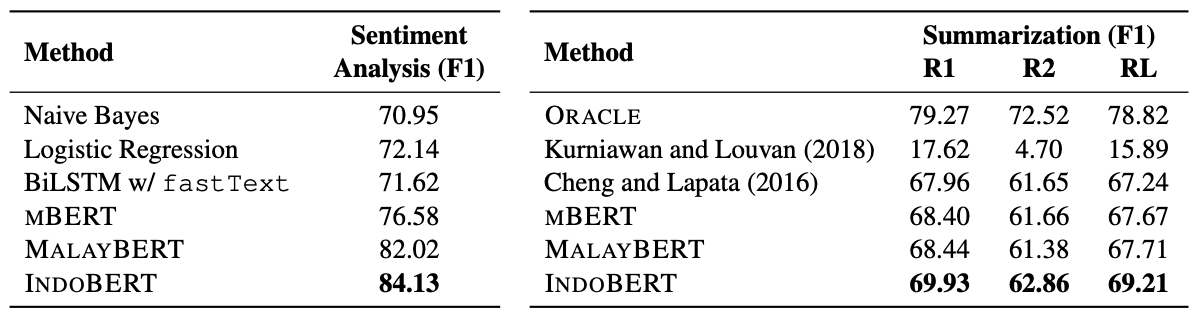 Method Sentiment Analysis (F1)
Naive Bayes 70.95
Logistic Regression 72.14
BiLSTM w/ fastText 71.62
MBERT 76.58
MALAYBERT 82.02
INDOBERT 84.13
Method Summarization (F1)
R1 R2 RL
ORACLE 79.27 72.52 78.82
Kurniawan and Louvan (2018) 17.62 4.70 15.89
Cheng and Lapata (2016) 67.96 61.65 67.24
MBERT 68.40 61.66 67.67
MALAYBERT 68.44 61.38 67.71
INDOBERT 69.93 62.86 69.21